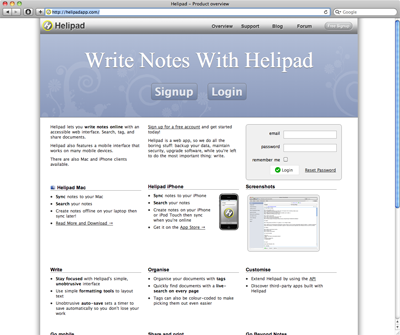 Helipad – Product overview
http://helipadapp.com/
Google
Helipad
Overview Support Blog Forum
Write Notes With Helipad
Signup Login
Helipad lets you write notes online with an
accessible web interface. Search, tag, and
share documents.
Helipad also features a mobile interface that
works on many mobile devices.
There are also Mac and iPhone clients
available.
Sign up for a free account and get started
today!
Helipad is a web app, so we do all the
boring stuff: backup your data, maintain
security, upgrade software, while you're left
to do the most important thing: write.
email
password
remember me
Login Reset Password
Helipad Mac
Sync notes to your Mac
Search your notes
Create notes offline on your laptop then
sync later!
Read More and Download →
Helipad iPhone
Sync notes to your iPhone
Search your notes
Create notes on your iPhone
or iPod Touch then sync
when you're online
Get it on the App Store →
Screenshots
Write
Stay focused with Helipad's simple,
unobtrusive interface
Use simple formatting tools to layout
text
Unobtrusive auto-save sets a timer to
save automatically so you don't lose your
work
Organise
Organise your documents with tags
Quickly find documents with a live-
search on every page
Tags can also be colour-coded to make
picking them out even easier
Customise
Extend Helipad by using the API
Discover third-party apps built with
Helipad
Go mobile
Share and print
Go Beyond Notes